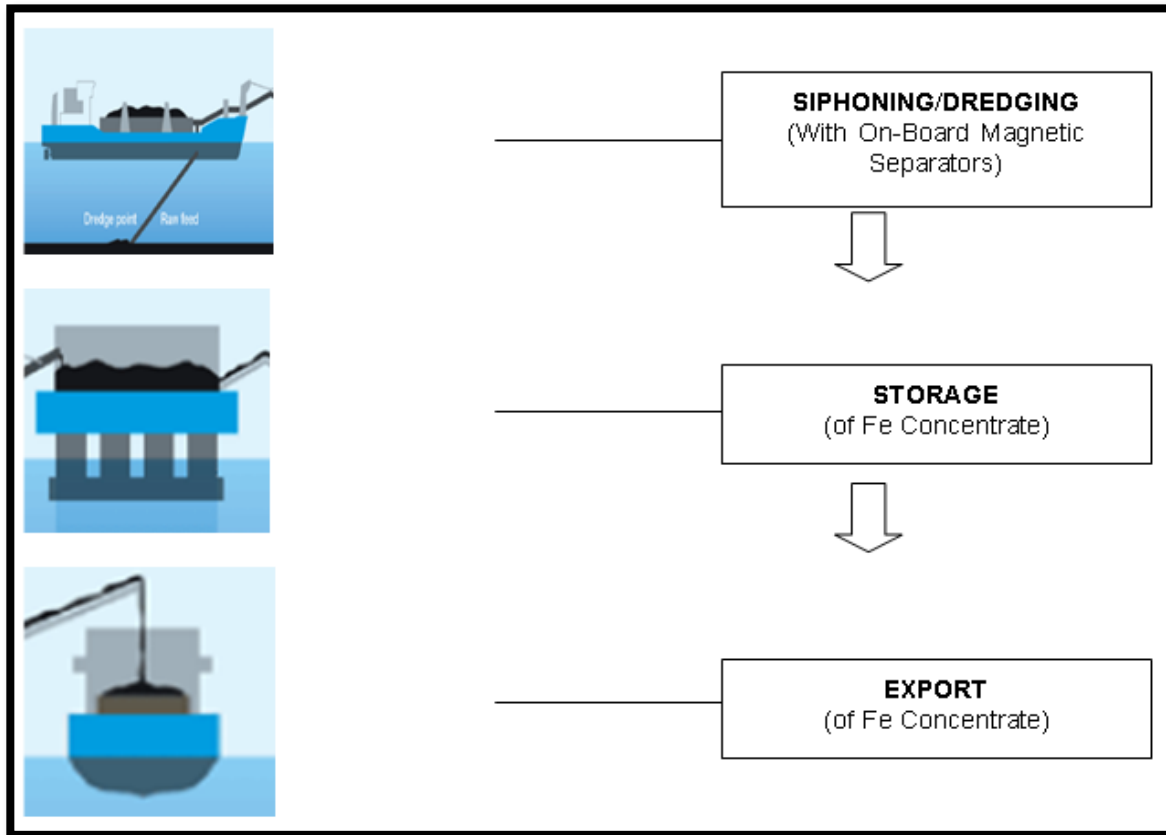 SIPHONING/DREDGING
(With On-Board Magnetic
Separators)
Dredge point Raw feed
STORAGE
(of Fe Concentrate)
EXPORT
(of Fe Concentrate)